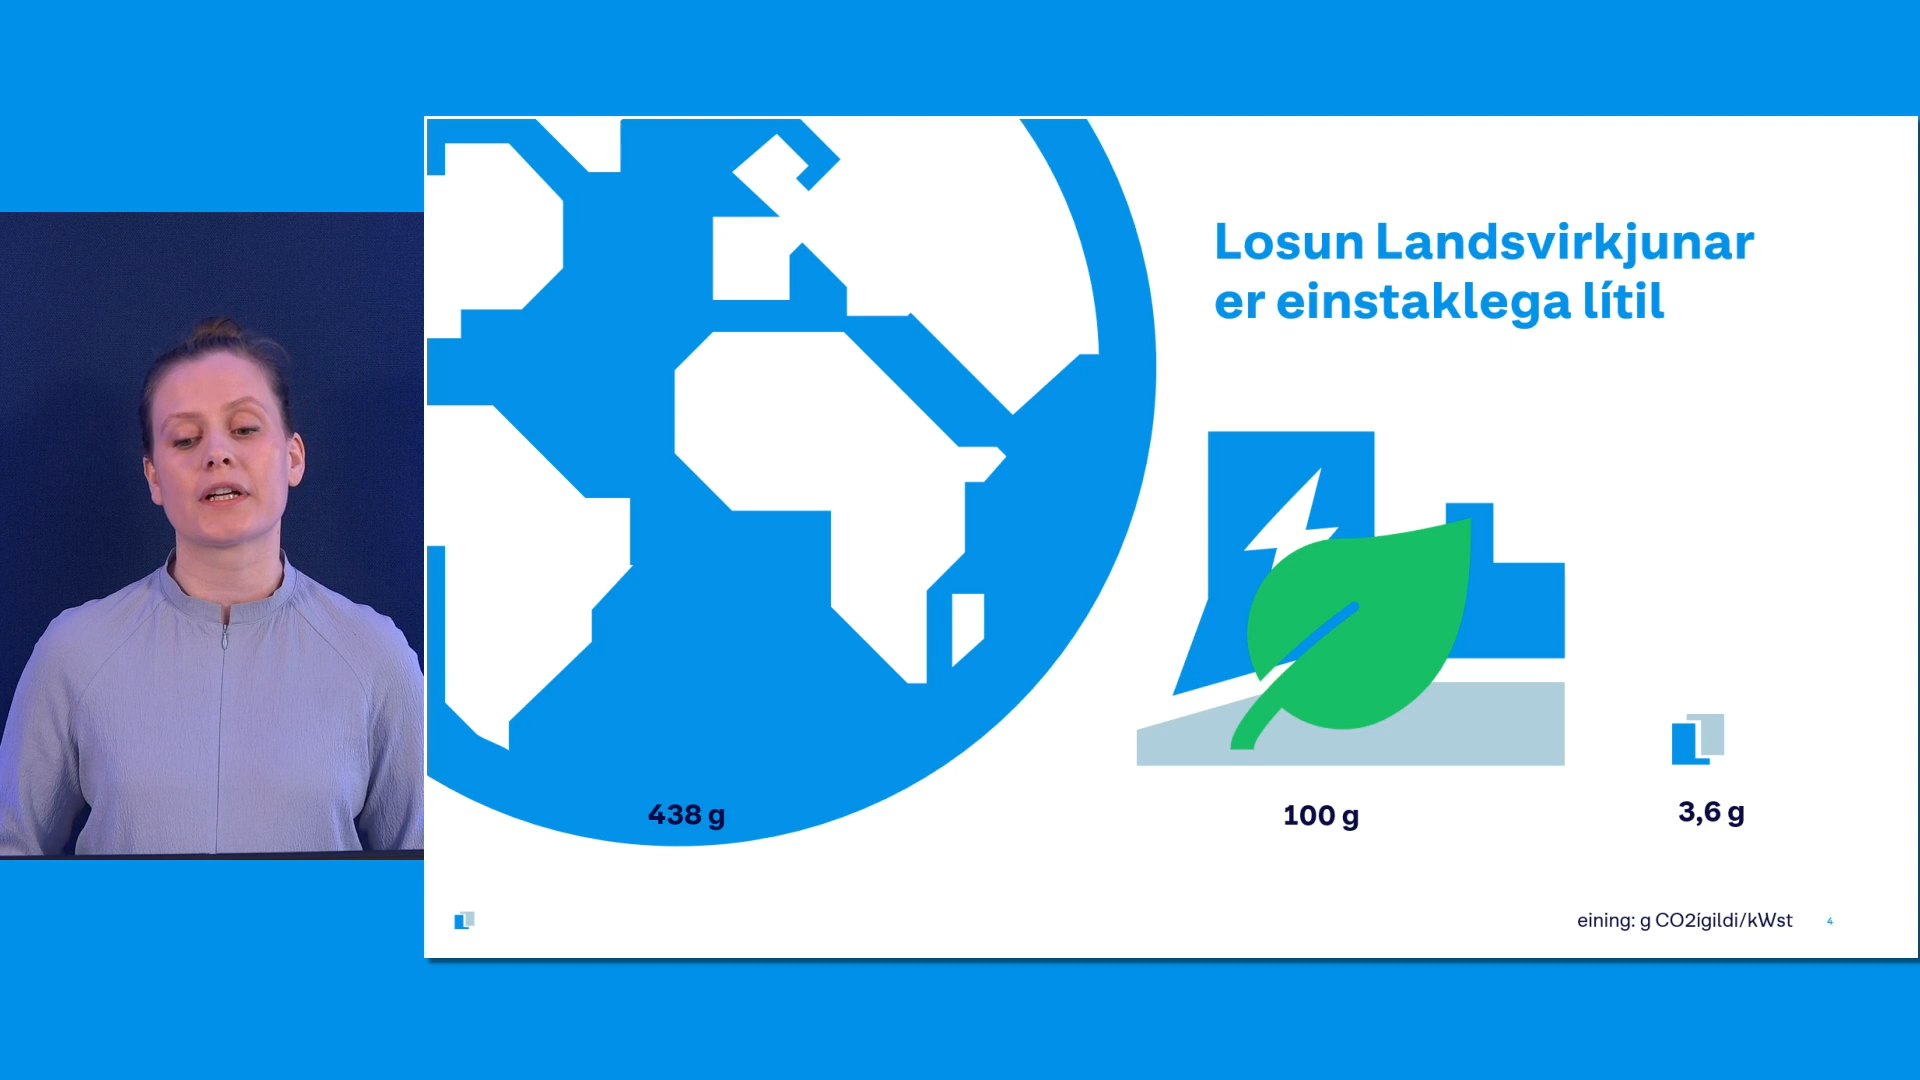 Losun Landsvirkjunar
er einstaklega lítil
438 g
100 g
3,6 g
eining: g CO2ígildi/kWst
4